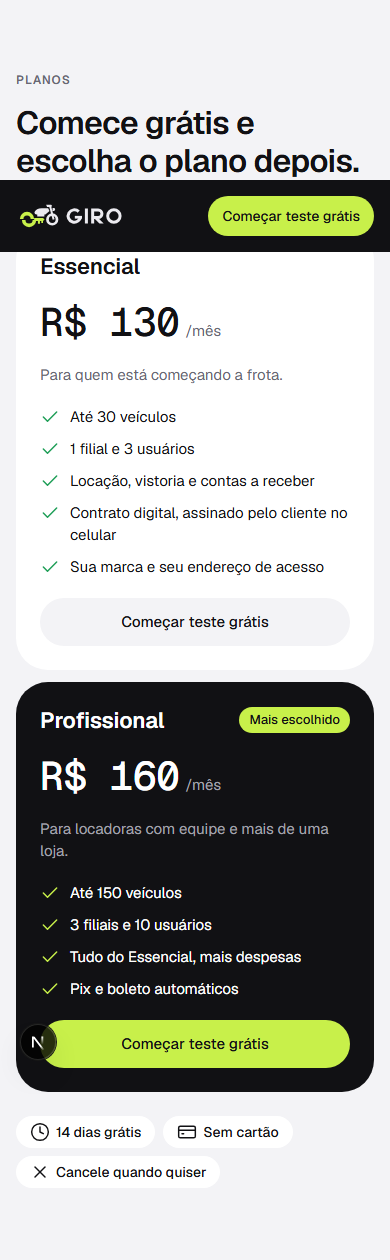 PLANOS
Comece grátis e
escolha o plano depois.
GIRO
Começar teste grátis
Essencial
R$ 130 /mês
Para quem está começando a frota.
Até 30 veículos
1 filial e 3 usuários
Locação, vistoria e contas a receber
Contrato digital, assinado pelo cliente no
celular
Sua marca e seu endereço de acesso
Começar teste grátis
Profissional
Mais escolhido
R$ 160 /mês
Para locadoras com equipe e mais de uma
loja.
Até 150 veículos
3 filiais e 10 usuários
Tudo do Essencial, mais despesas
Pix e boleto automáticos
N
Começar teste grátis
14 dias grátis
Sem cartão
Cancele quando quiser